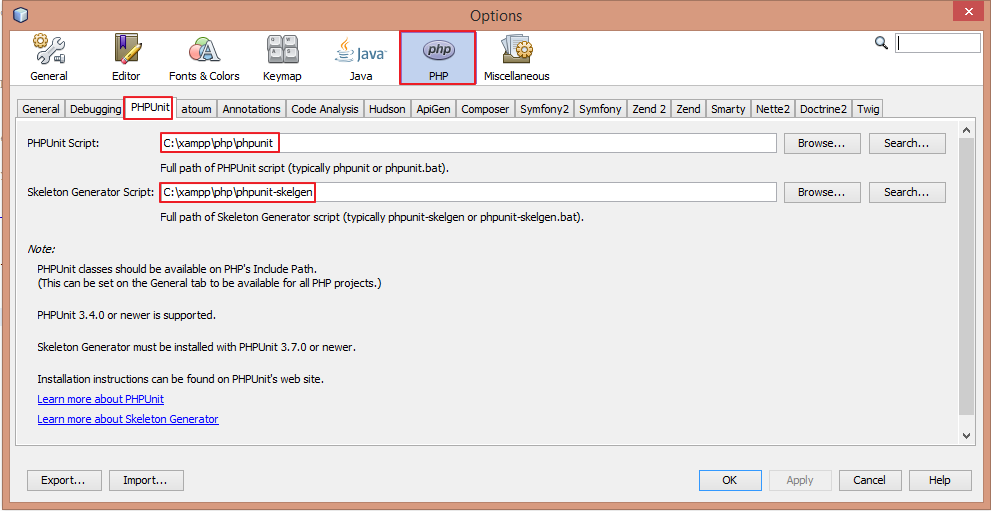 Options
General Editor Fonts & Colors Keymap Java PHP Miscellaneous
Java php
General Debugging PHPUnit atoum Annotations Code Analysis Hudson ApiGen Composer Symfony2 Symfony Zend 2 Zend Smarty Nette2 Doctrine2 Twig
PHPUnit Script: C:\xampp\php\phpunit Browse... Search...
Full path of PHPUnit script (typically phpunit or phpunit.bat).
Skeleton Generator Script: C:\xampp\php\phpunit-skelgen Browse... Search...
Full path of Skeleton Generator script (typically phpunit-skelgen or phpunit-skelgen.bat).
Note:
PHPUnit classes should be available on PHP's Include Path.
(This can be set on the General tab to be available for all PHP projects.)
PHPUnit 3.4.0 or newer is supported.
Skeleton Generator must be installed with PHPUnit 3.7.0 or newer.
Installation instructions can be found on PHPUnit's web site.
Learn more about PHPUnit
Learn more about Skeleton Generator
Export... Import... OK Apply Cancel Help